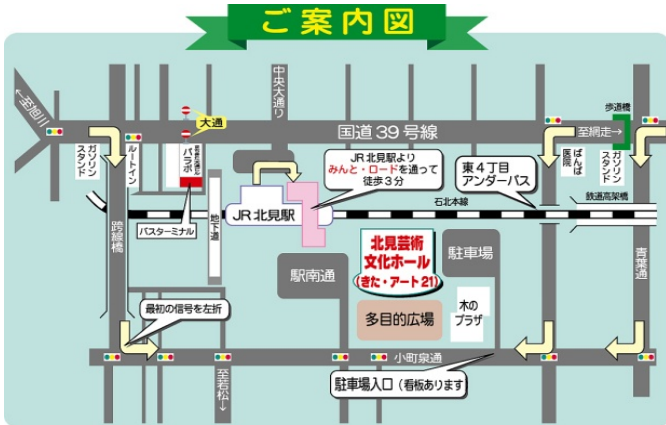 ご案内図
←至旭川
中央大通り
歩道橋
大通
国道39号線
至網走→
ガソリン
スタンド
ルートイン
パラボ
JR北見駅より
みんと・ロードを通って
徒歩3分
東4丁目
アンダーパス
ばんば
医院
ガソリン
スタンド
石北本線
鉄道高架橋
JR北見駅
バスターミナル
地下道
跨線橋
北見芸術
文化ホール
(きた・アート21)
駐車場
青葉通
駅南通
最初の信号を左折
多目的広場
木の
プラザ
小町泉通
至若松→
駐車場入口(看板あります